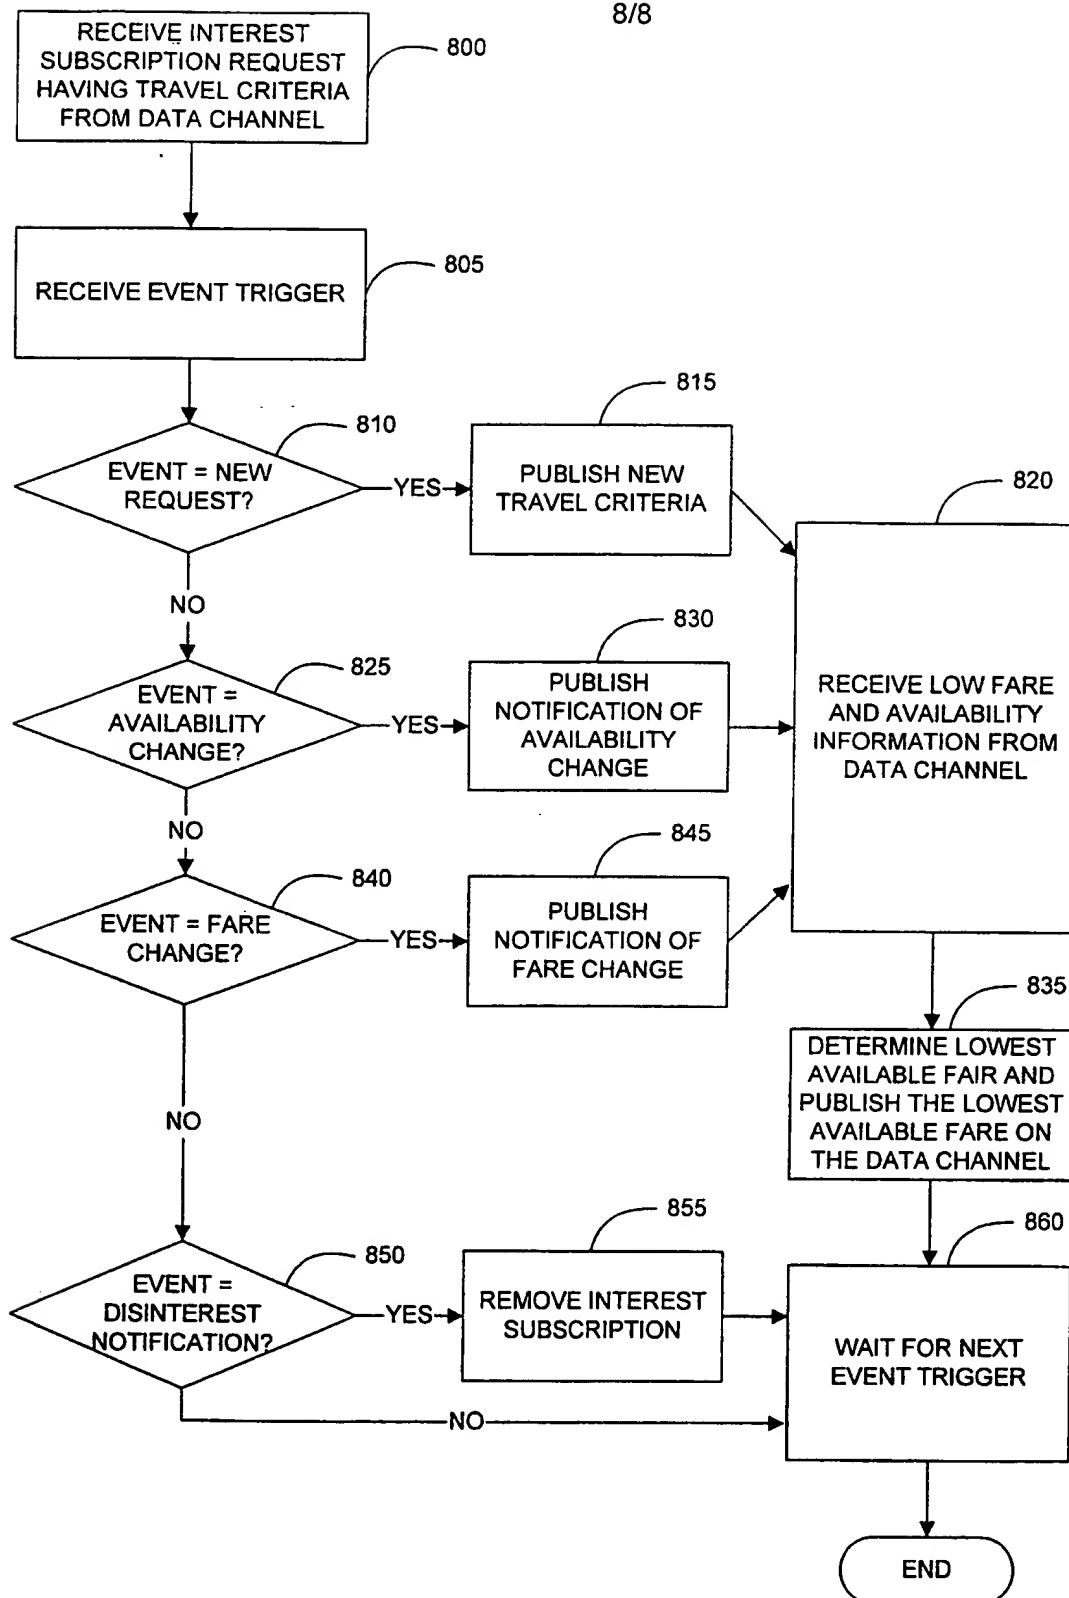 8/8
RECEIVE INTEREST
SUBSCRIPTION REQUEST
HAVING TRAVEL CRITERIA
FROM DATA CHANNEL
800
RECEIVE EVENT TRIGGER
805
EVENT = NEW
REQUEST?
810
YES
PUBLISH NEW
TRAVEL CRITERIA
815
RECEIVE LOW FARE
AND AVAILABILITY
INFORMATION FROM
DATA CHANNEL
820
NO
EVENT =
AVAILABILITY
CHANGE?
825
YES
PUBLISH
NOTIFICATION OF
AVAILABILITY
CHANGE
830
NO
EVENT = FARE
CHANGE?
840
YES
PUBLISH
NOTIFICATION OF
FARE CHANGE
845
DETERMINE LOWEST
AVAILABLE FAIR AND
PUBLISH THE LOWEST
AVAILABLE FARE ON
THE DATA CHANNEL
835
NO
EVENT =
DISINTEREST
NOTIFICATION?
850
YES
REMOVE INTEREST
SUBSCRIPTION
855
WAIT FOR NEXT
EVENT TRIGGER
860
NO
END